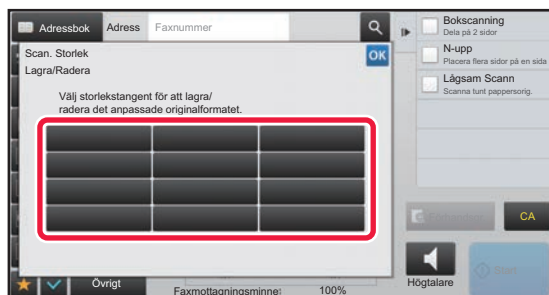 Adressbok
Adress
Faxnummer
Scan. Storlek
OK
Lagra/Radera
Välj storlekstangent för att lagra/
radera det anpassade originalformatet.
Övrigt
Faxmottagningsminne:
100%
Bokscanning
Dela på 2 sidor
N-upp
Placera flera sidor på en sida
Lågsam Scann
Scanna tunt pappersorig.
CA
Högtalare
Start